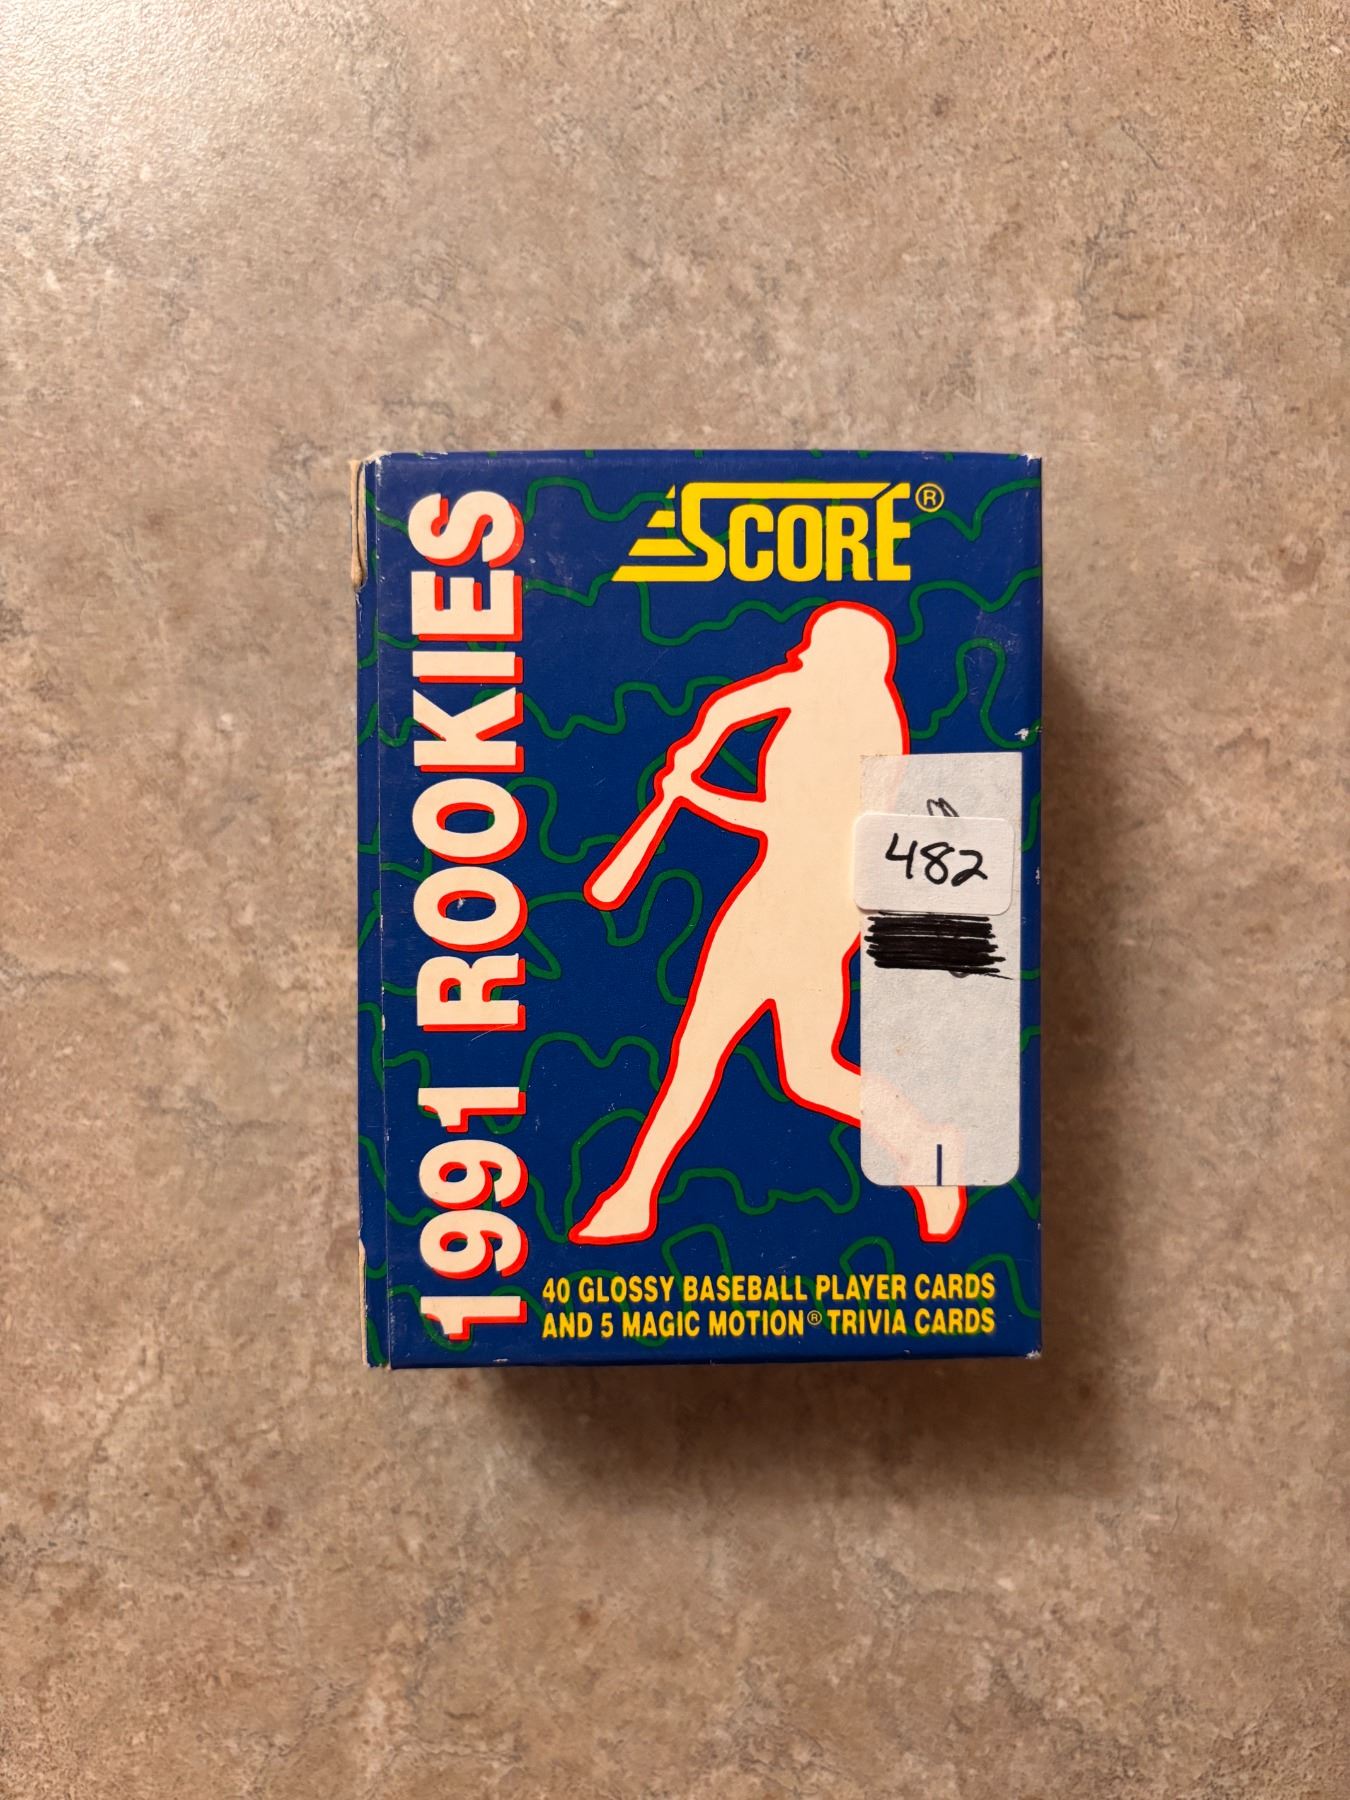 SCORE®
1991 ROOKIES
482
40 GLOSSY BASEBALL PLAYER CARDS
AND 5 MAGIC MOTION® TRIVIA CARDS